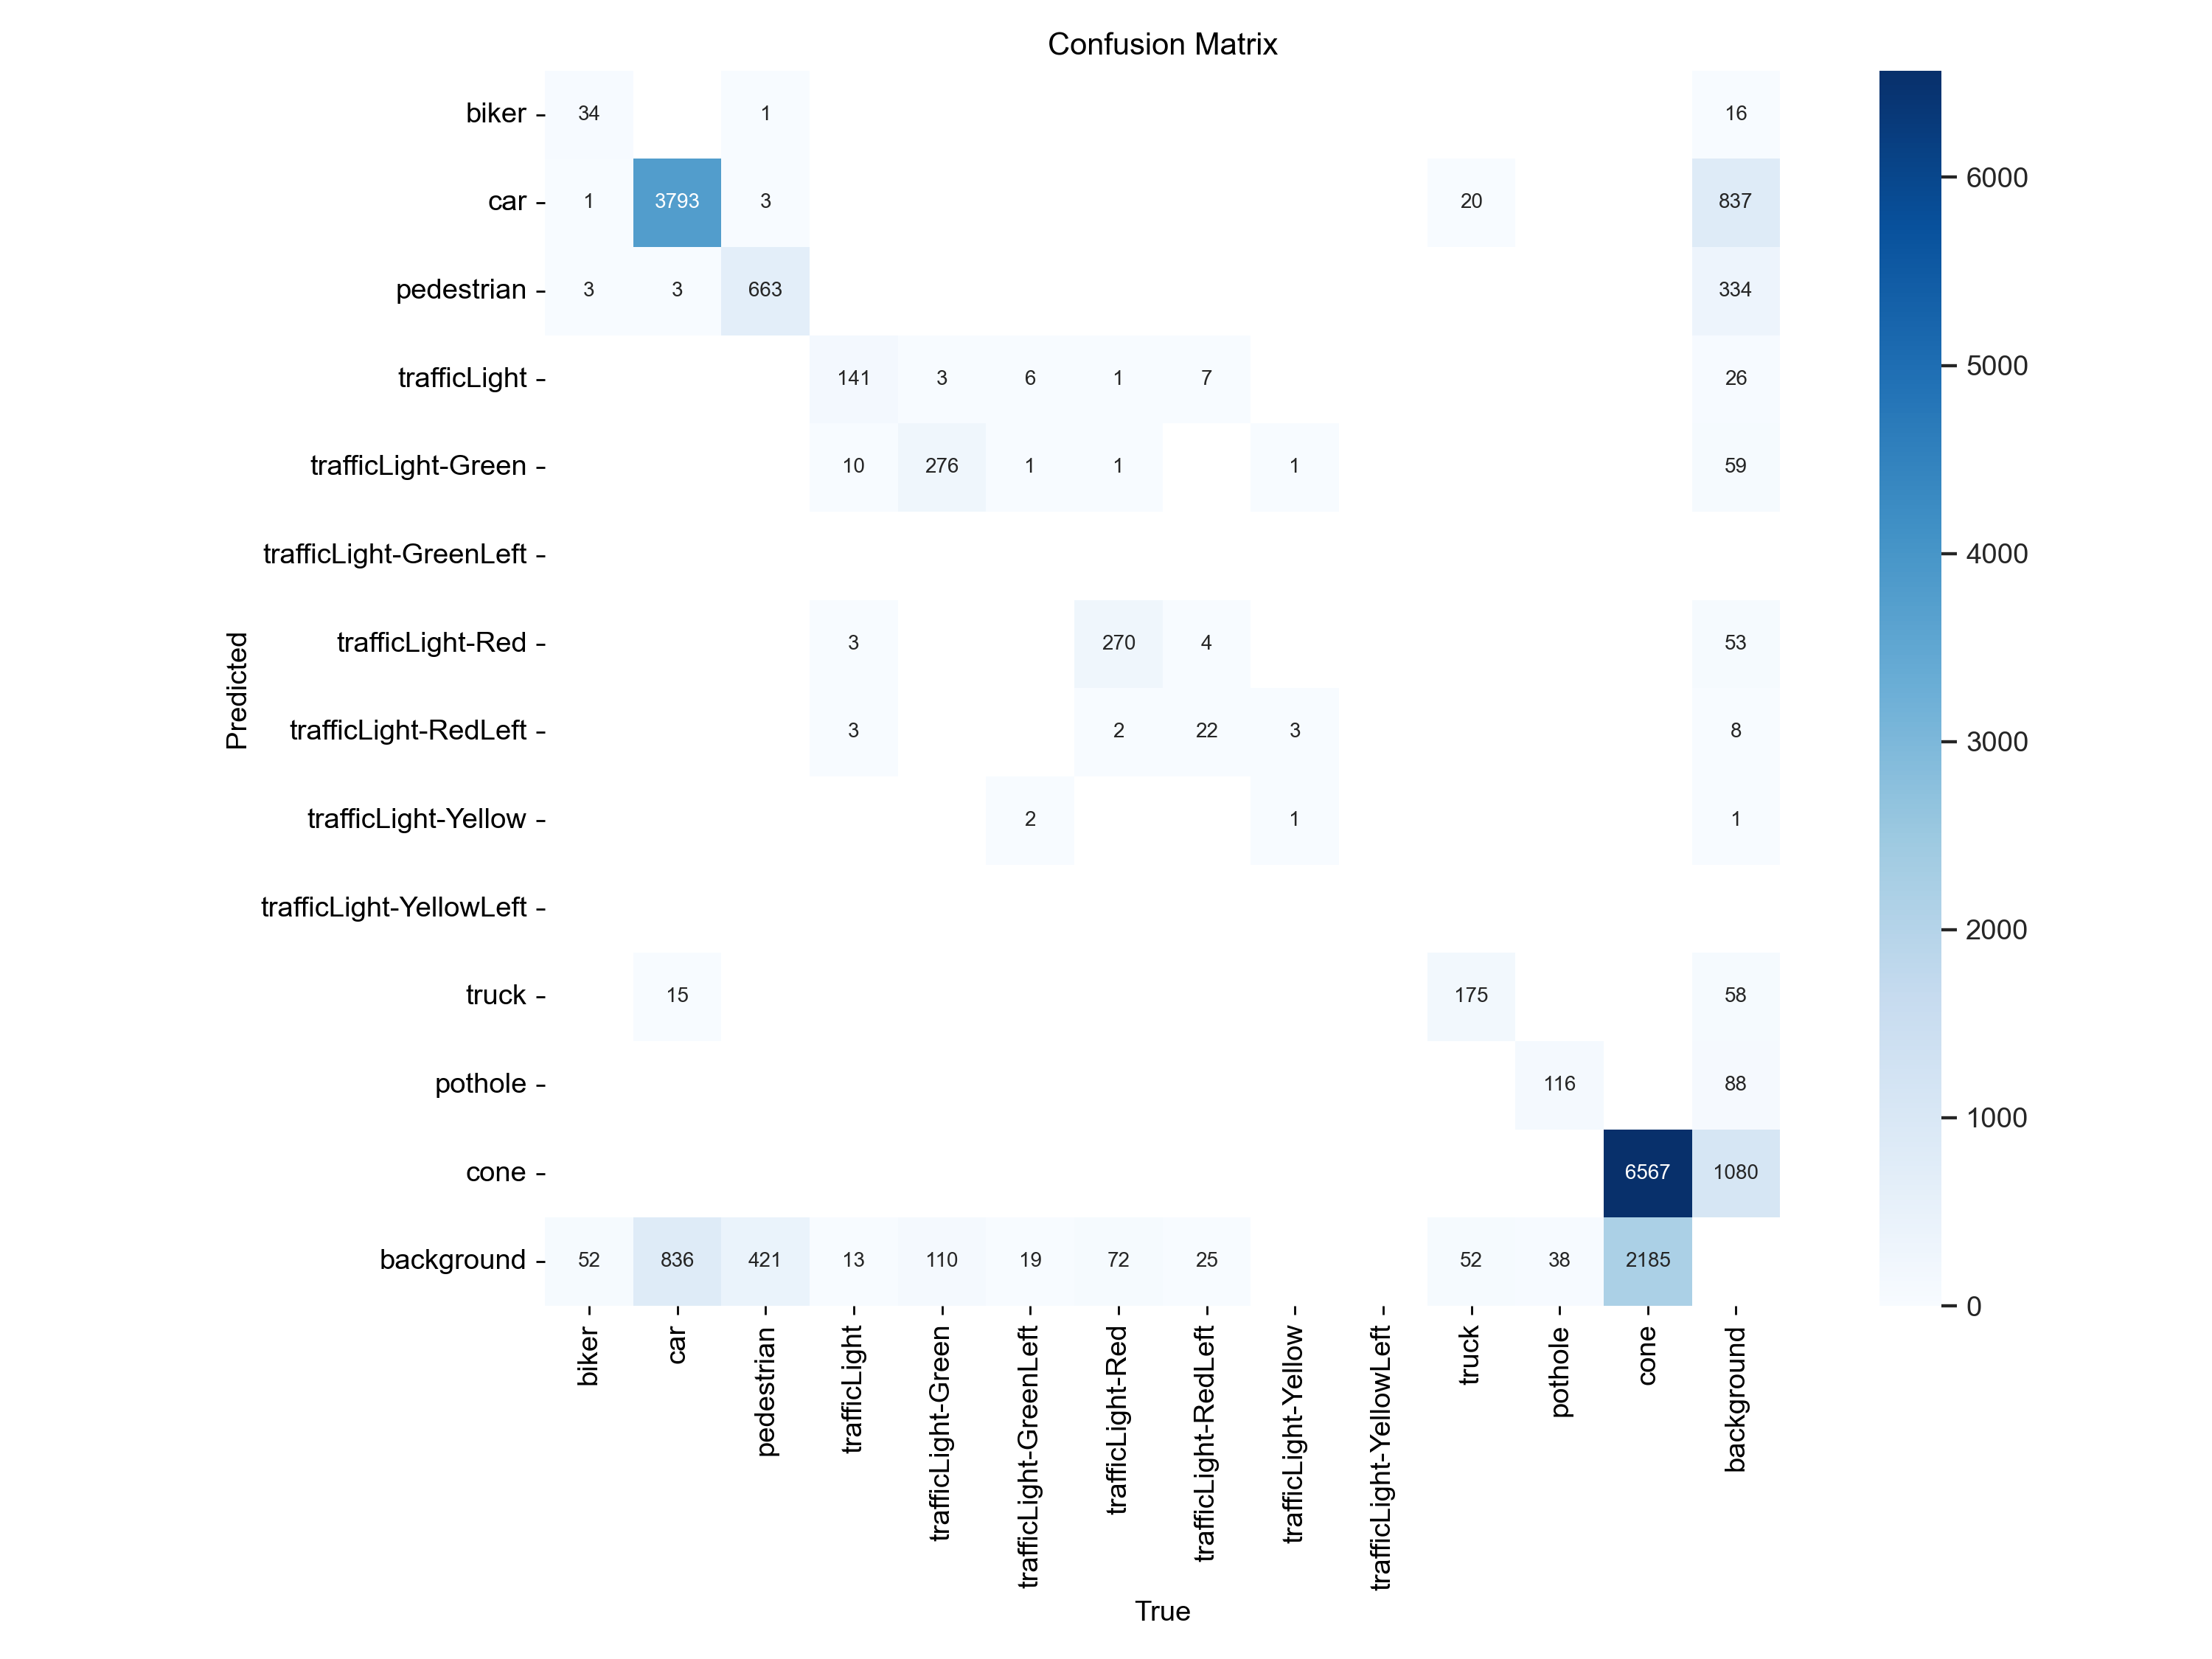 Confusion Matrix
biker 34 1 16
car 1 3793 3 20 837
pedestrian 3 3 663 334
trafficLight 141 3 6 1 7 26
trafficLight-Green 10 276 1 1 1 59
trafficLight-GreenLeft
trafficLight-Red 3 270 4 53
trafficLight-RedLeft 3 2 22 3 8
trafficLight-Yellow 2 1 1
trafficLight-YellowLeft
truck 15 175 58
pothole 116 88
cone 6567 1080
background 52 836 421 13 110 19 72 25 52 38 2185
Predicted
biker
car
pedestrian
trafficLight
trafficLight-Green
trafficLight-GreenLeft
trafficLight-Red
trafficLight-RedLeft
trafficLight-Yellow
trafficLight-YellowLeft
truck
pothole
cone
background
True
6000
5000
4000
3000
2000
1000
0